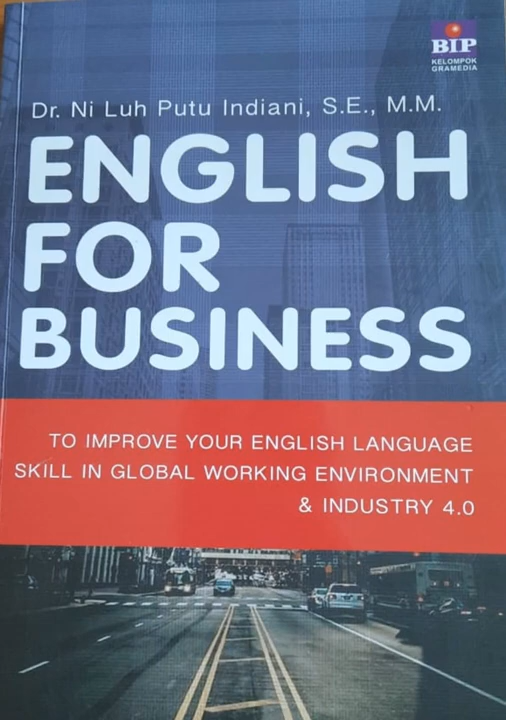 BIP
KELOMPOK
GRAMEDIA
Dr. Ni Luh Putu Indiani, S.E., M.M.
ENGLISH
FOR
BUSINESS
TO IMPROVE YOUR ENGLISH LANGUAGE
SKILL IN GLOBAL WORKING ENVIRONMENT
& INDUSTRY 4.0